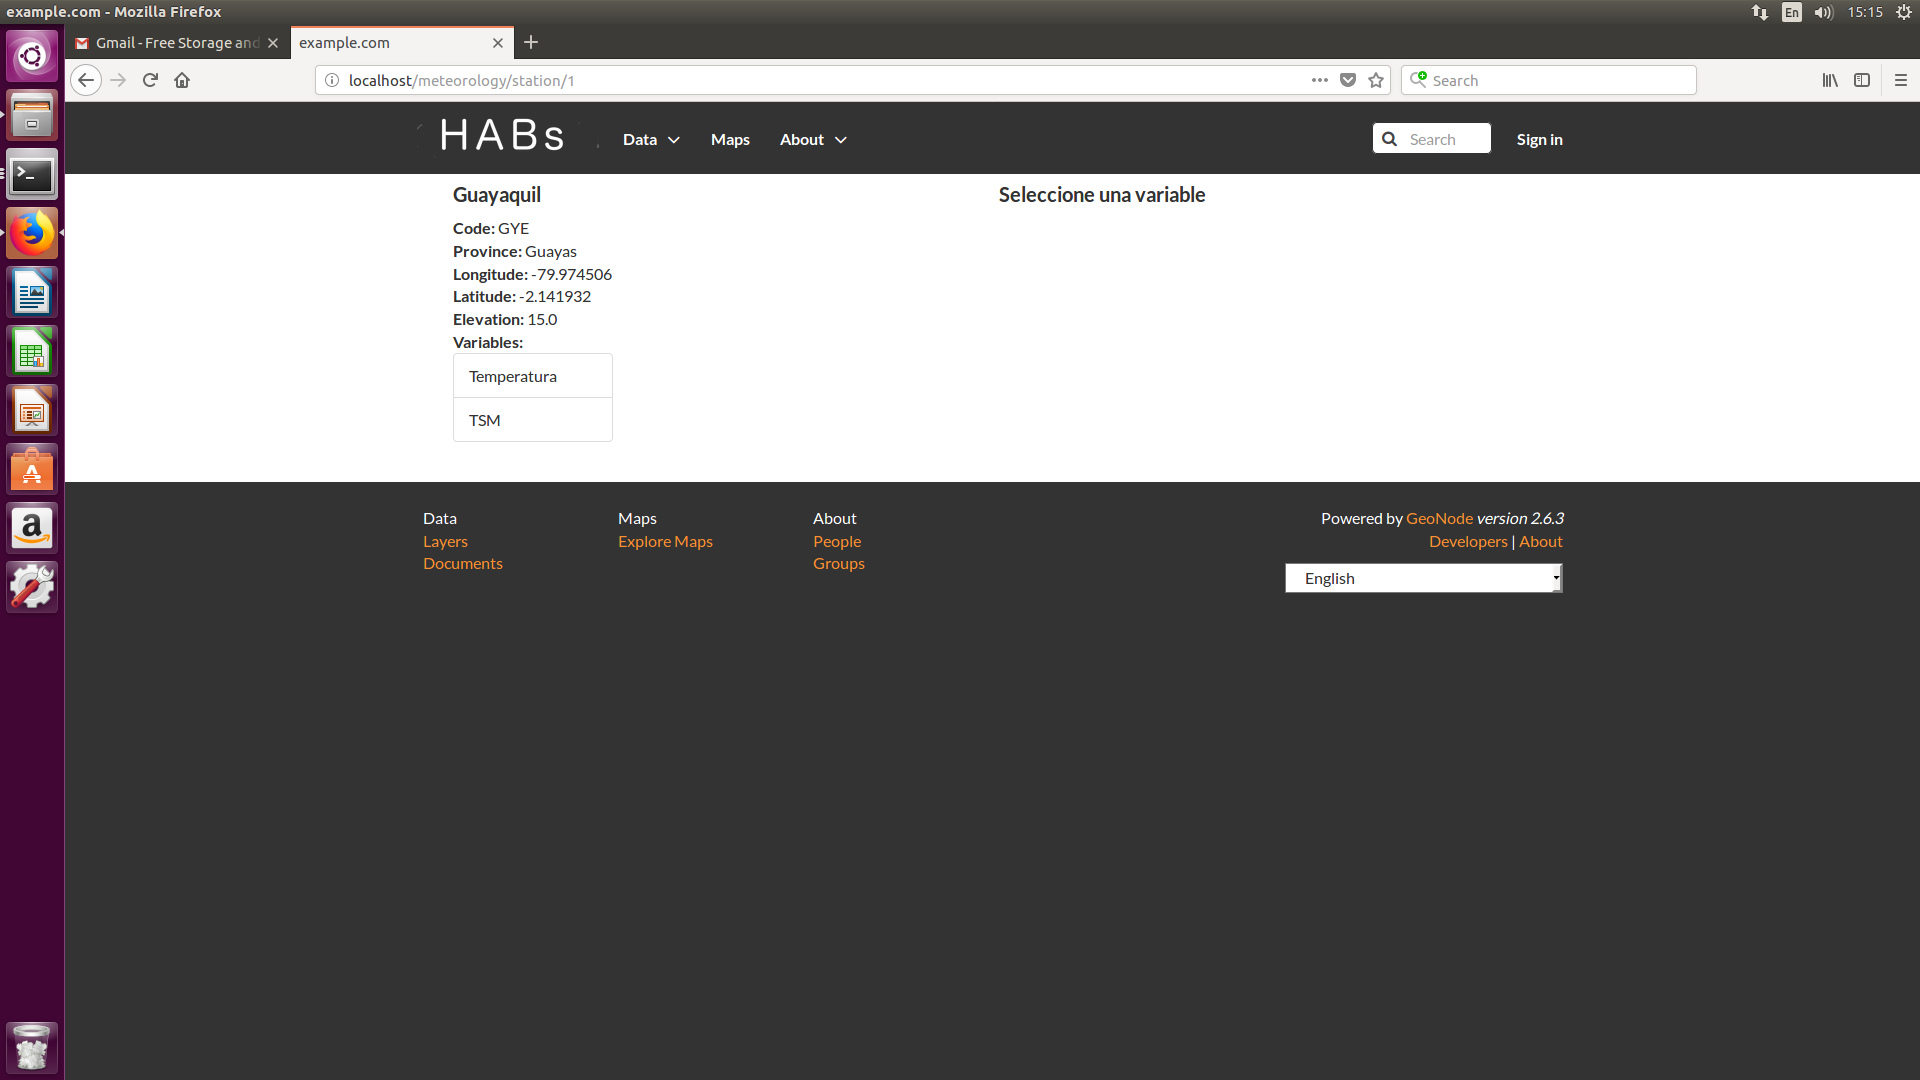 example.com - Mozilla Firefox
En
15:15
Gmail - Free Storage and
example.com
localhost/meteorology/station/1
Search
HABs
Data
Maps
About
Search
Sign in
Guayaquil
Code: GYE
Province: Guayas
Longitude: -79.974506
Latitude: -2.141932
Elevation: 15.0
Variables:
Temperatura
TSM
Seleccione una variable
Data
Layers
Documents
Maps
Explore Maps
About
People
Groups
Powered by GeoNode version 2.6.3
Developers | About
English